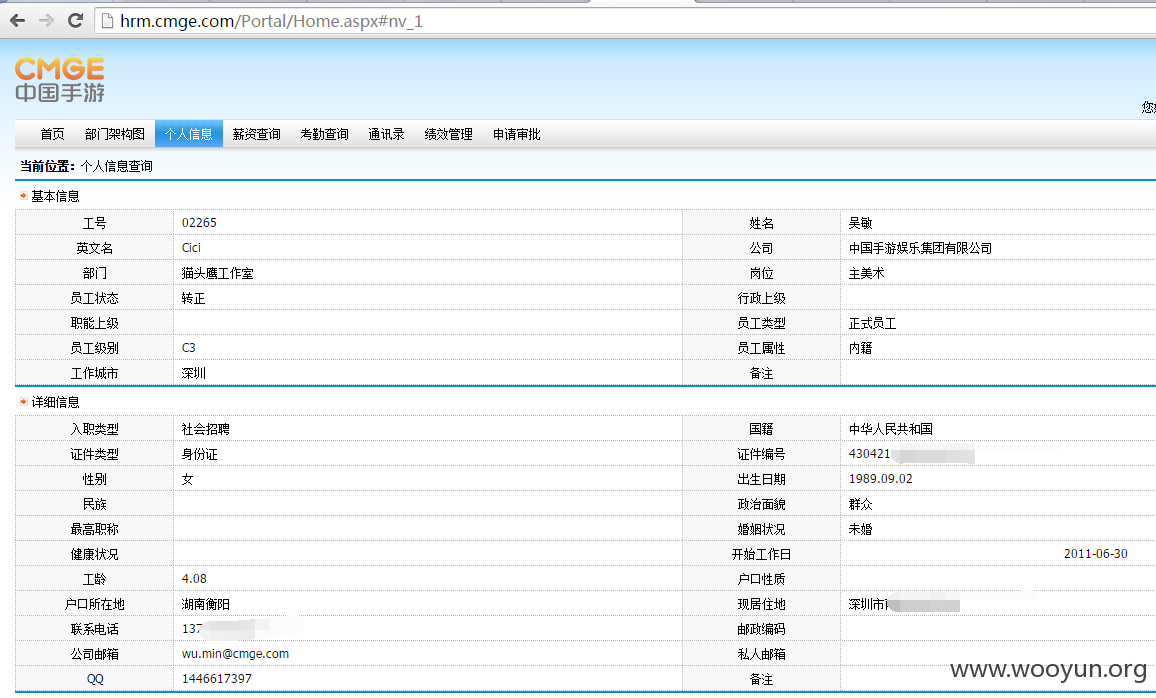 hrm.cmge.com/Portal/Home.aspx#nv_1
CMGE
中国手游
首页 部门架构图 个人信息 薪资查询 考勤查询 通讯录 绩效管理 申请审批
当前位置：个人信息查询
基本信息
工号 02265 姓名 吴敏
英文名 Cici 公司 中国手游娱乐集团有限公司
部门 猫头鹰工作室 岗位 主美术
员工状态 转正 行政上级
职能上级 员工类型 正式员工
员工级别 C3 员工属性 内籍
工作城市 深圳 备注
详细信息
入职类型 社会招聘 国籍 中华人民共和国
证件类型 身份证 证件编号 430421
性别 女 出生日期 1989.09.02
民族 政治面貌 群众
最高职称 婚姻状况 未婚
健康状况 开始工作日 2011-06-30
工龄 4.08 户口性质
户口所在地 湖南衡阳 现居住地 深圳市
联系电话 137 邮政编码
公司邮箱 wu.min@cmge.com 私人邮箱
QQ 1446617397 备注
www.wooyun.org